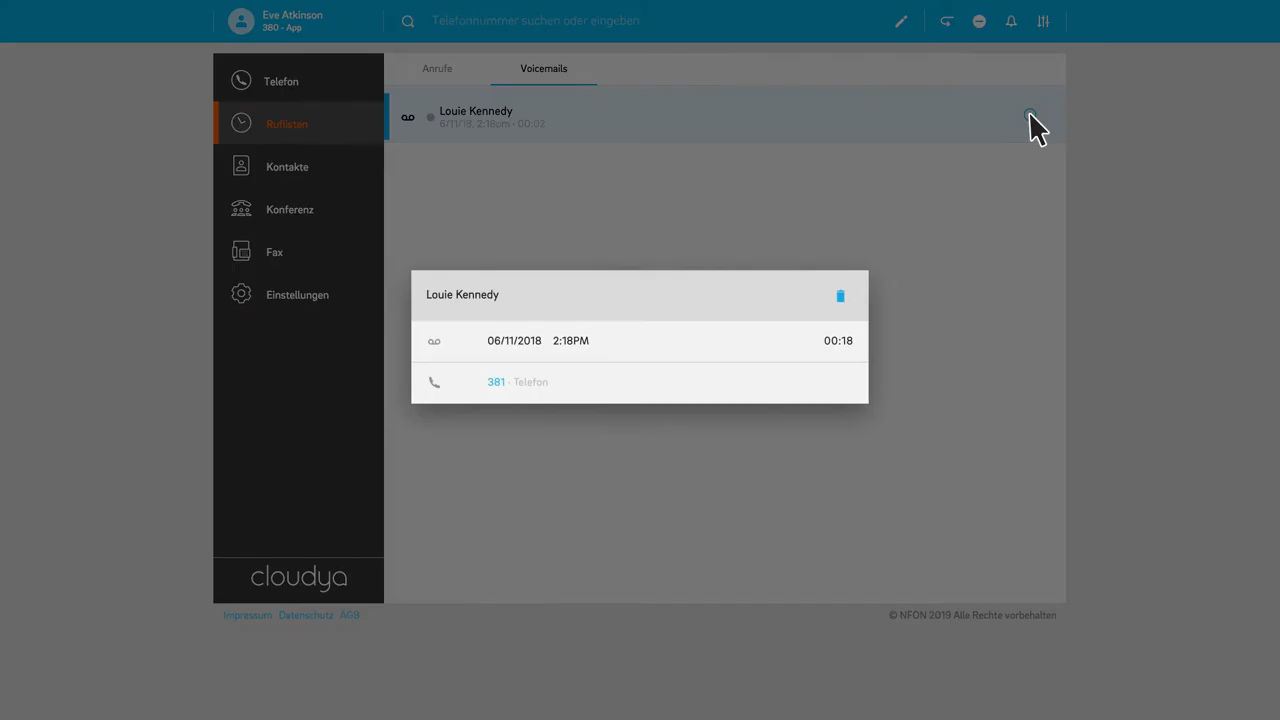 Eve Atkinson
380 - App
Telefonnummer suchen oder eingeben
Telefon
Ruflisten
Kontakte
Konferenz
Fax
Einstellungen
cloudya
Anrufe
Voicemails
Louie Kennedy
6/11/18, 2:18pm - 00:02
Louie Kennedy
06/11/2018 2:18PM 00:18
381 - Telefon
Impressum Datenschutz AGB
© NFON 2019 Alle Rechte vorbehalten